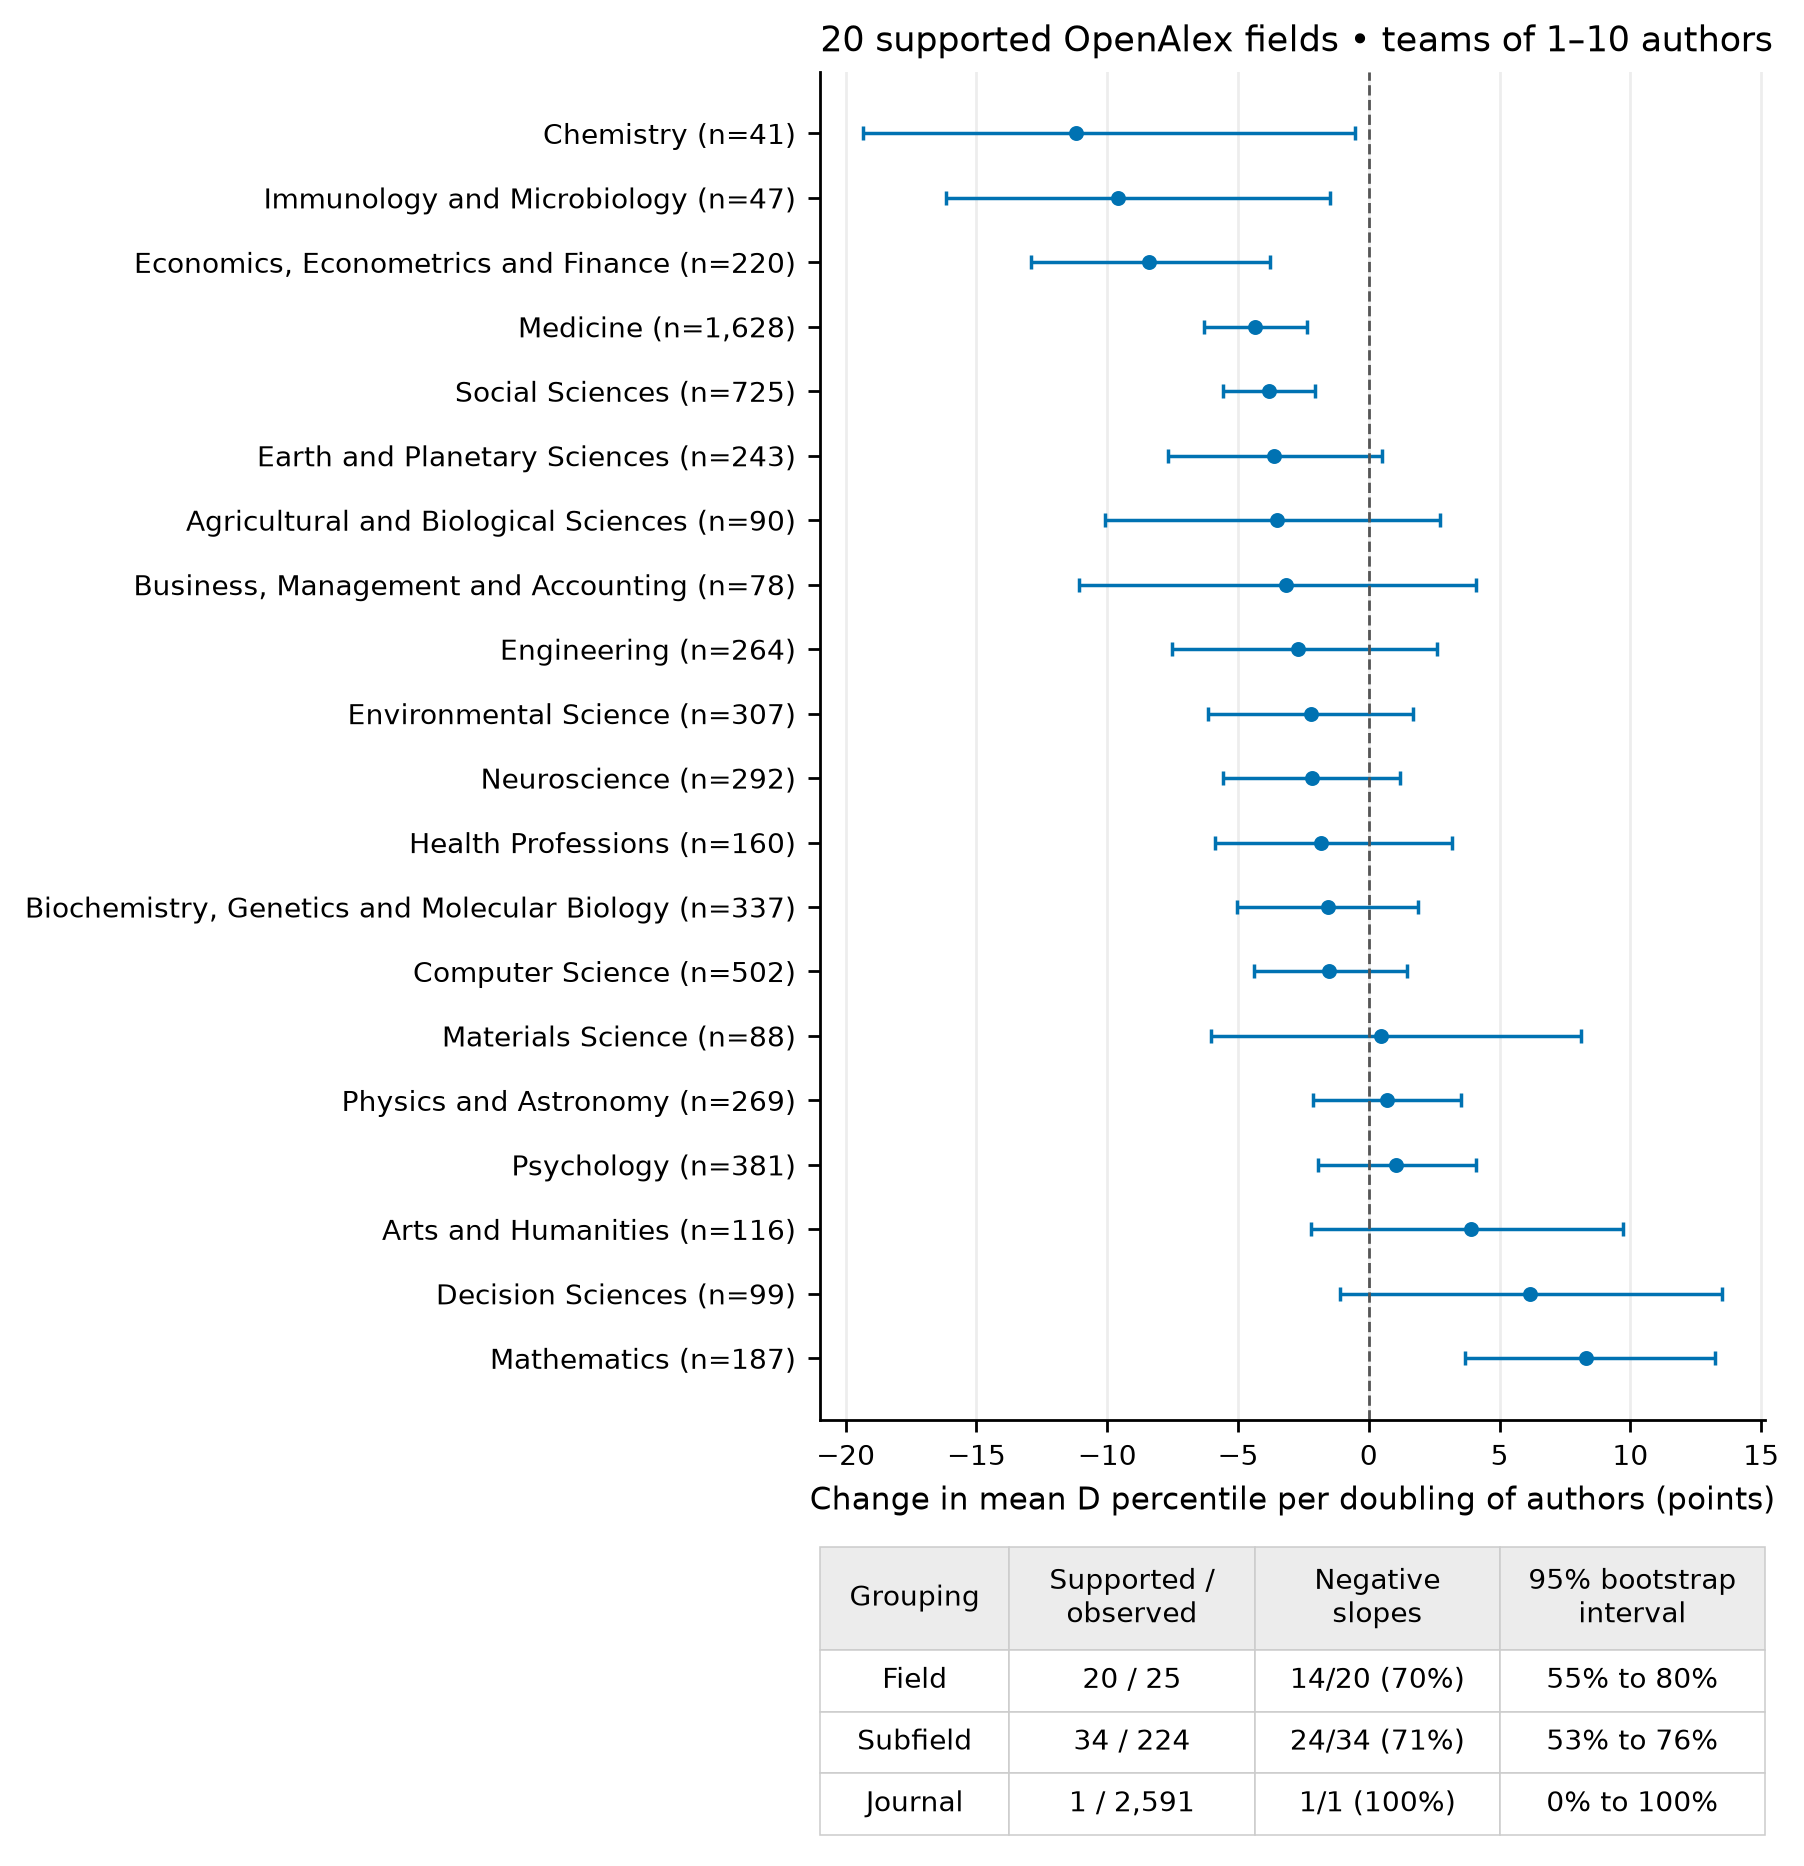 20 supported OpenAlex fields • teams of 1–10 authors
Chemistry (n=41)
Immunology and Microbiology (n=47)
Economics, Econometrics and Finance (n=220)
Medicine (n=1,628)
Social Sciences (n=725)
Earth and Planetary Sciences (n=243)
Agricultural and Biological Sciences (n=90)
Business, Management and Accounting (n=78)
Engineering (n=264)
Environmental Science (n=307)
Neuroscience (n=292)
Health Professions (n=160)
Biochemistry, Genetics and Molecular Biology (n=337)
Computer Science (n=502)
Materials Science (n=88)
Physics and Astronomy (n=269)
Psychology (n=381)
Arts and Humanities (n=116)
Decision Sciences (n=99)
Mathematics (n=187)
−20 −15 −10 −5 0 5 10 15
Change in mean D percentile per doubling of authors (points)
Grouping Supported / observed Negative slopes 95% bootstrap interval
Field 20 / 25 14/20 (70%) 55% to 80%
Subfield 34 / 224 24/34 (71%) 53% to 76%
Journal 1 / 2,591 1/1 (100%) 0% to 100%